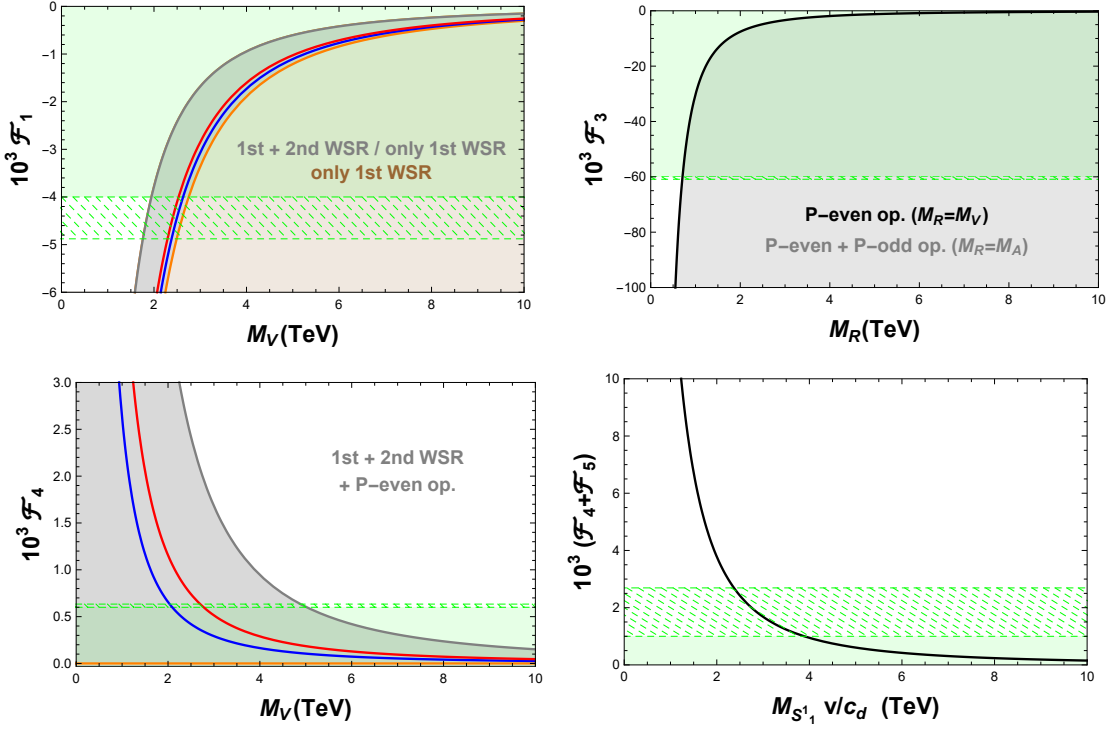 10³ 𝓕₁
0
−1
−2
−3
−4
−5
−6
0 2 4 6 8 10
M_V(TeV)
1st + 2nd WSR / only 1st WSR
only 1st WSR
10³ 𝓕₃
0
−20
−40
−60
−80
−100
0 2 4 6 8 10
M_R(TeV)
P−even op. (M_R=M_V)
P−even + P−odd op. (M_R=M_A)
10³ 𝓕₄
3.0
2.5
2.0
1.5
1.0
0.5
0.0
0 2 4 6 8 10
M_V(TeV)
1st + 2nd WSR
+ P−even op.
10³ (𝓕₄+𝓕₅)
10
8
6
4
2
0
0 2 4 6 8 10
M_{S¹₁} v/c_d (TeV)